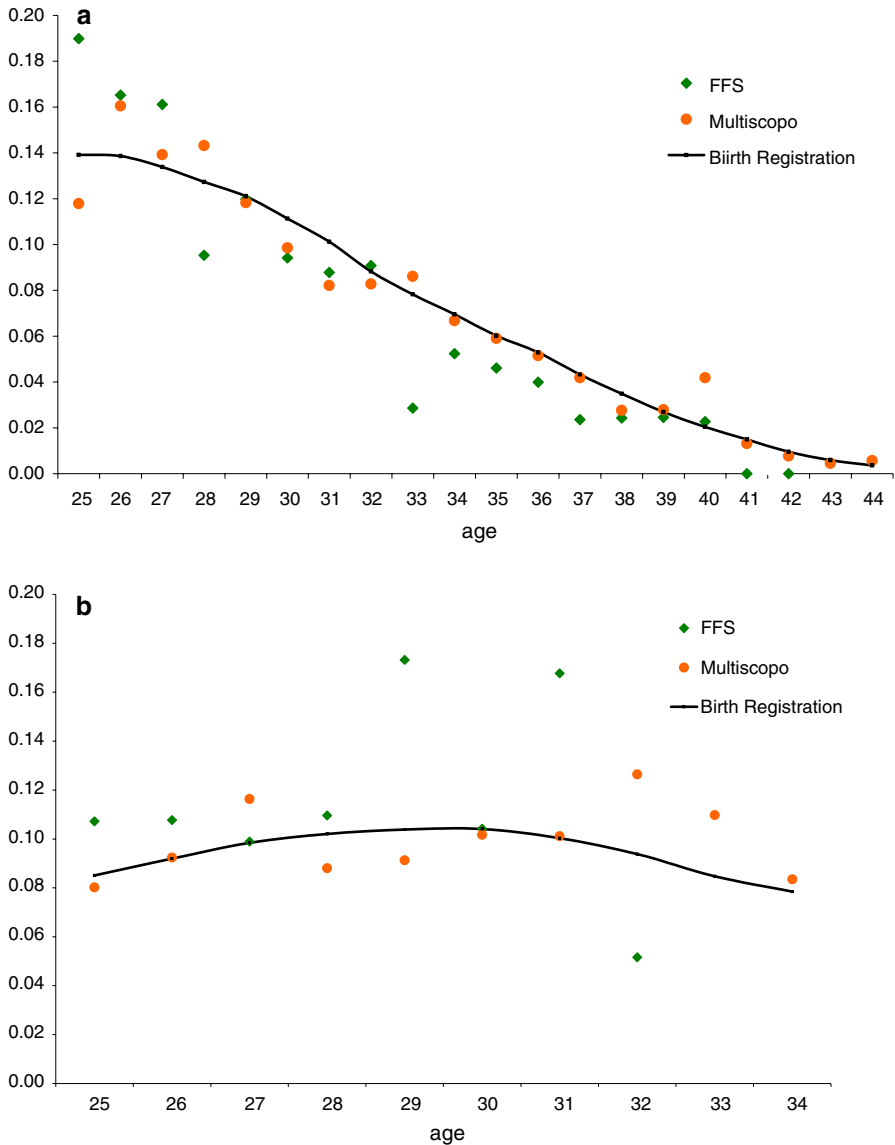 a
0.20
0.18
FFS
0.16
Multiscopo
0.14
Biirth Registration
0.12
0.10
0.08
0.06
0.04
0.02
0.00
25 26 27 28 29 30 31 32 33 34 35 36 37 38 39 40 41 42 43 44
age
b
0.20
FFS
0.18
Multiscopo
0.16
Birth Registration
0.14
0.12
0.10
0.08
0.06
0.04
0.02
0.00
25 26 27 28 29 30 31 32 33 34
age